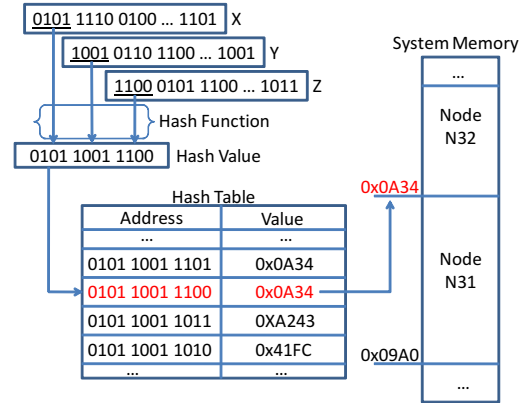 0101 1110 0100 ... 1101 X
1001 0110 1100 ... 1001 Y
1100 0101 1100 ... 1011 Z
Hash Function
0101 1001 1100 Hash Value
Hash Table
Address Value
... ...
0101 1001 1101 0x0A34
0101 1001 1100 0x0A34
0101 1001 1011 0XA243
0101 1001 1010 0x41FC
... ...
System Memory
...
Node
N32
0x0A34
Node
N31
0x09A0
...